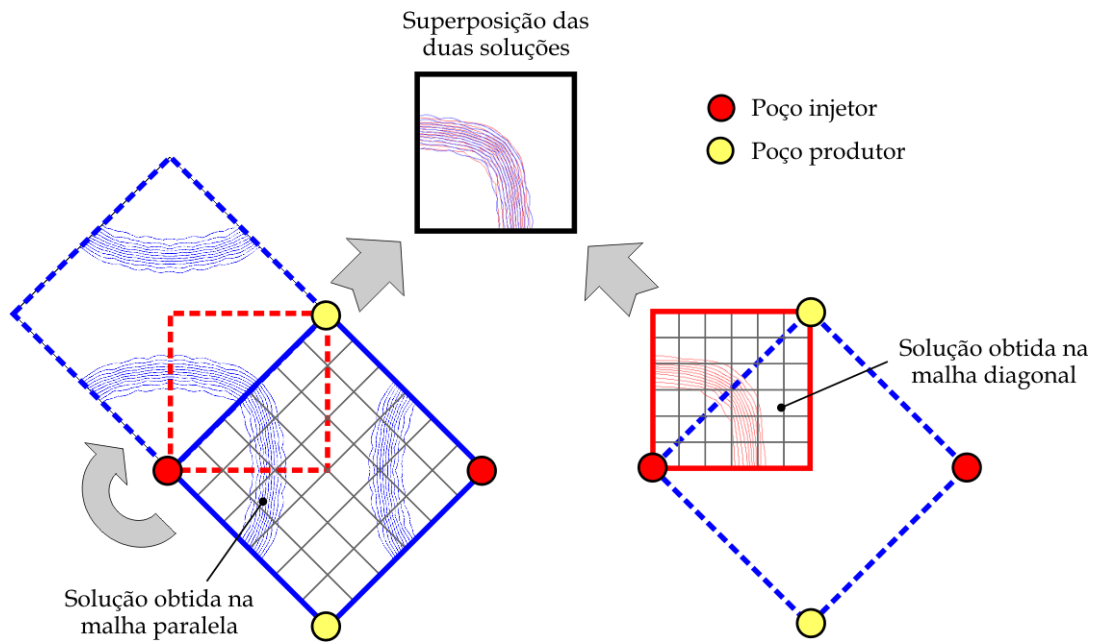 Superposição das
duas soluções
Poço injetor
Poço produtor
Solução obtida na
malha diagonal
Solução obtida na
malha paralela